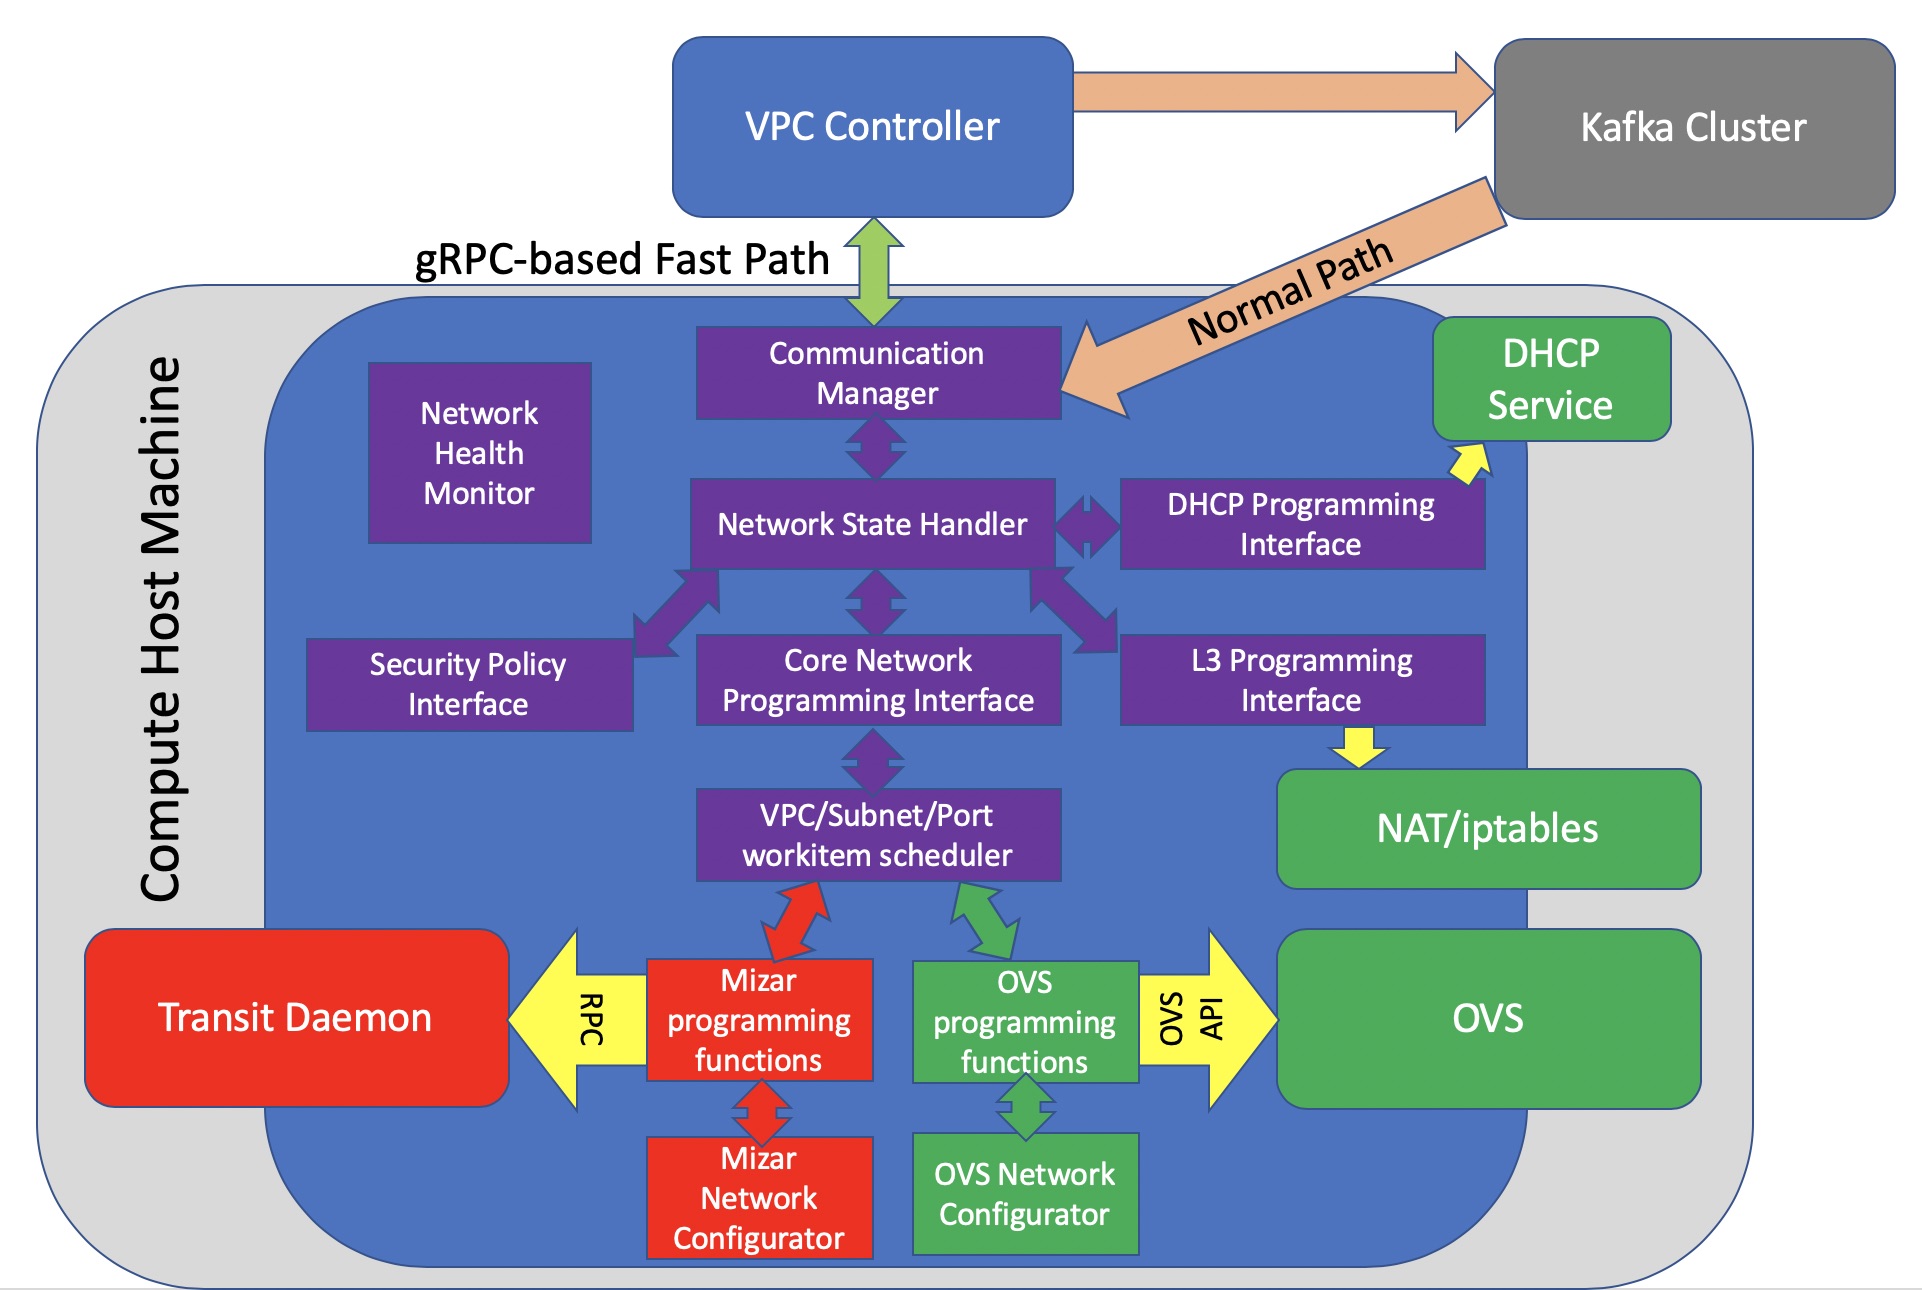 VPC Controller
Kafka Cluster
gRPC-based Fast Path
Normal Path
Compute Host Machine
Communication
Manager
DHCP
Service
Network
Health
Monitor
Network State Handler
DHCP Programming
Interface
Security Policy
Interface
Core Network
Programming Interface
L3 Programming
Interface
VPC/Subnet/Port
workitem scheduler
NAT/iptables
Transit Daemon
RPC
Mizar
programming
functions
OVS
programming
functions
OVS
API
OVS
Mizar
Network
Configurator
OVS Network
Configurator